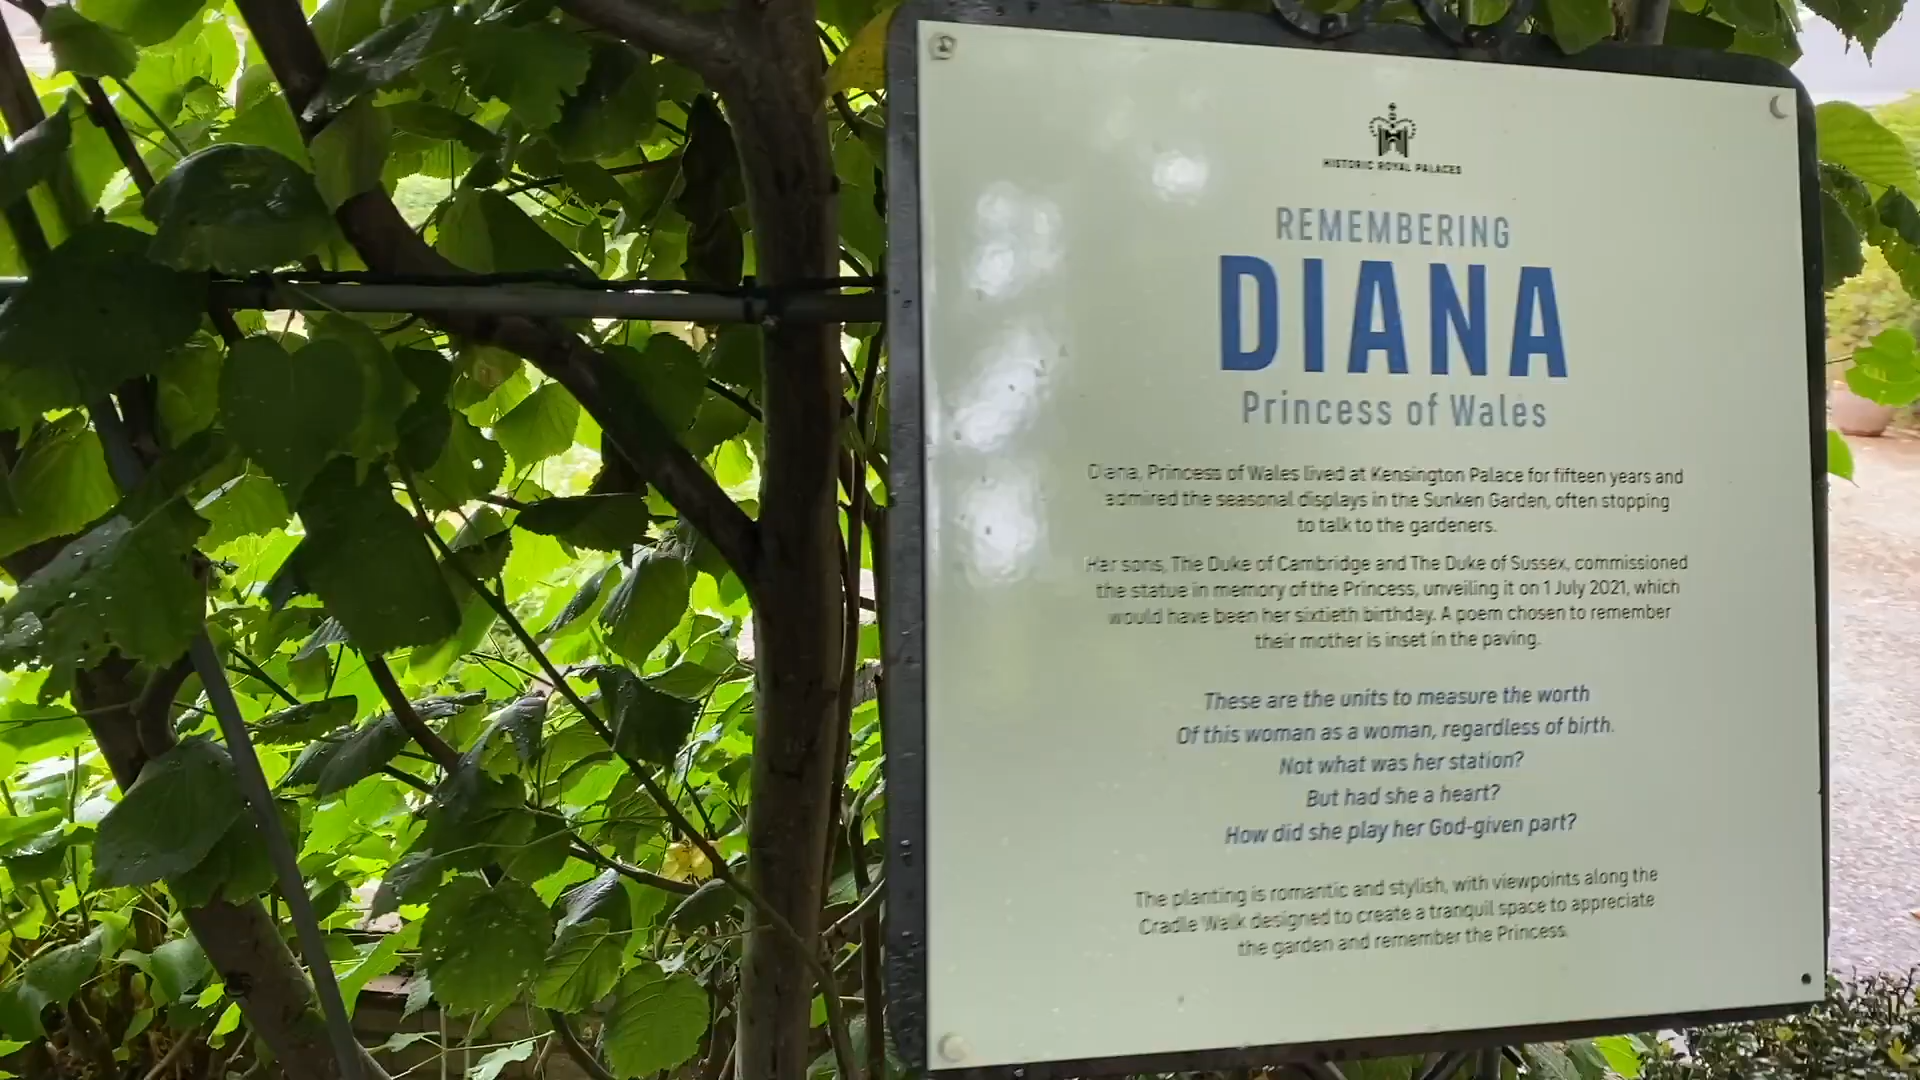 HISTORIC ROYAL PALACES
REMEMBERING
DIANA
Princess of Wales
Diana, Princess of Wales lived at Kensington Palace for fifteen years and
admired the seasonal displays in the Sunken Garden, often stopping
to talk to the gardeners.
Her sons, The Duke of Cambridge and The Duke of Sussex, commissioned
the statue in memory of the Princess, unveiling it on 1 July 2021, which
would have been her sixtieth birthday. A poem chosen to remember
their mother is inset in the paving.
These are the units to measure the worth
Of this woman as a woman, regardless of birth.
Not what was her station?
But had she a heart?
How did she play her God-given part?
The planting is romantic and stylish, with viewpoints along the
Cradle Walk designed to create a tranquil space to appreciate
the garden and remember the Princess.